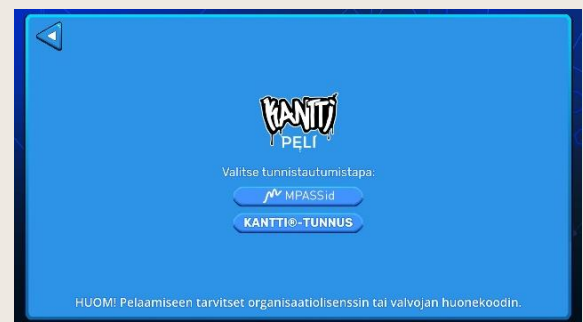 KANTTI
PELI
Valitse tunnistautumistapa:
MPASSid
KANTTI®-TUNNUS
HUOM! Pelaamiseen tarvitset organisaatiolisenssin tai valvojan huonekoodin.